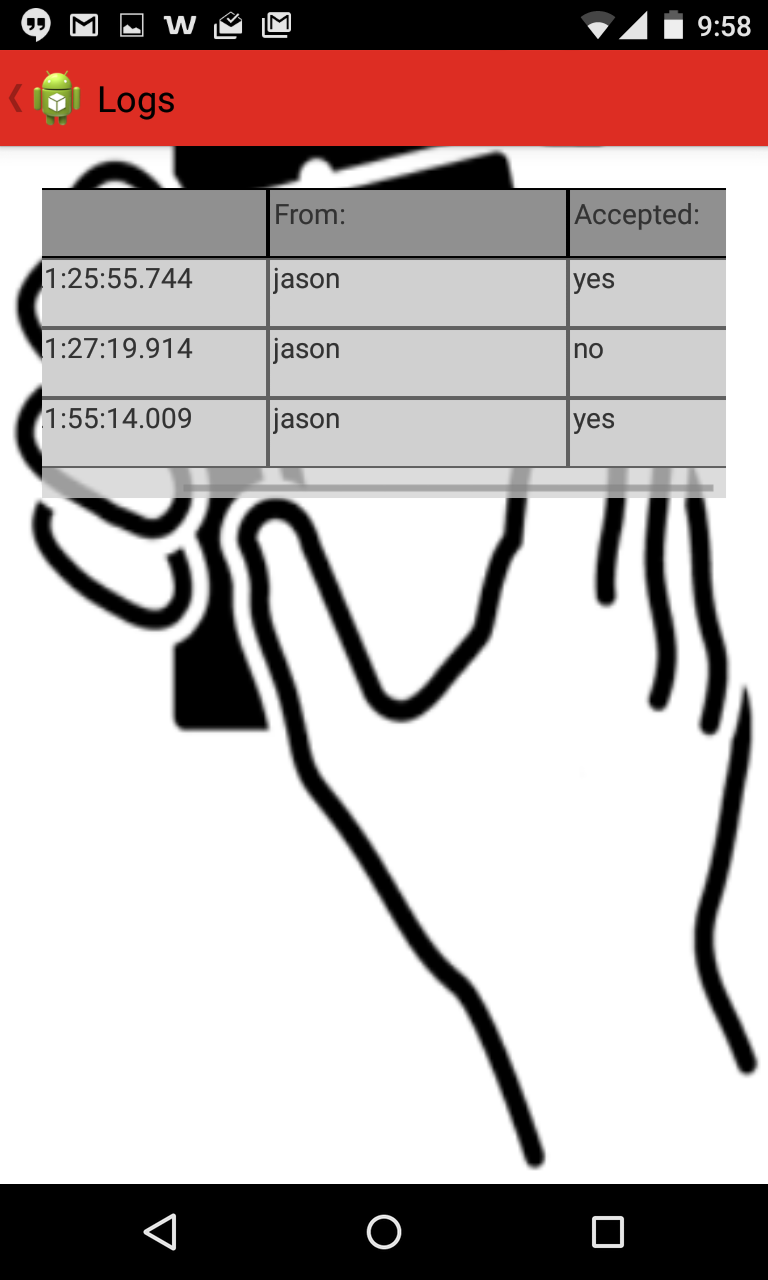 9:58
Logs
From: Accepted:
1:25:55.744 jason yes
1:27:19.914 jason no
1:55:14.009 jason yes